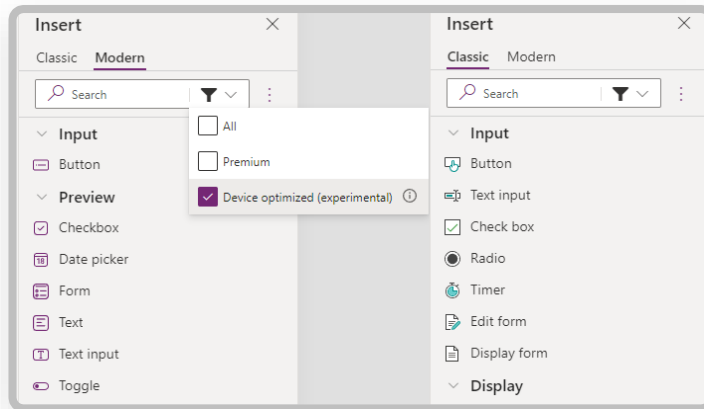 Insert
Classic Modern
Search
All
Premium
Device optimized (experimental)
Input
Button
Preview
Checkbox
18 Date picker
Form
Text
Text input
Toggle
Insert
Classic Modern
Search
Input
Button
Text input
Check box
Radio
Timer
Edit form
Display form
Display